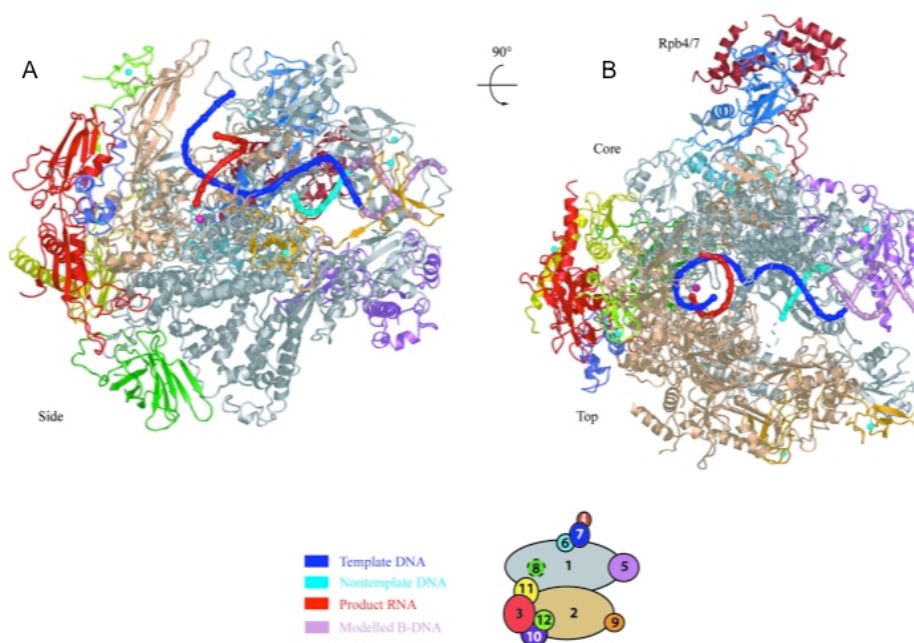 A
90°
B
Rpb4/7
Core
Side
Top
Template DNA
Nontemplate DNA
Product RNA
Modelled B-DNA
4
7
6
8
1
5
11
3
12
2
9
10